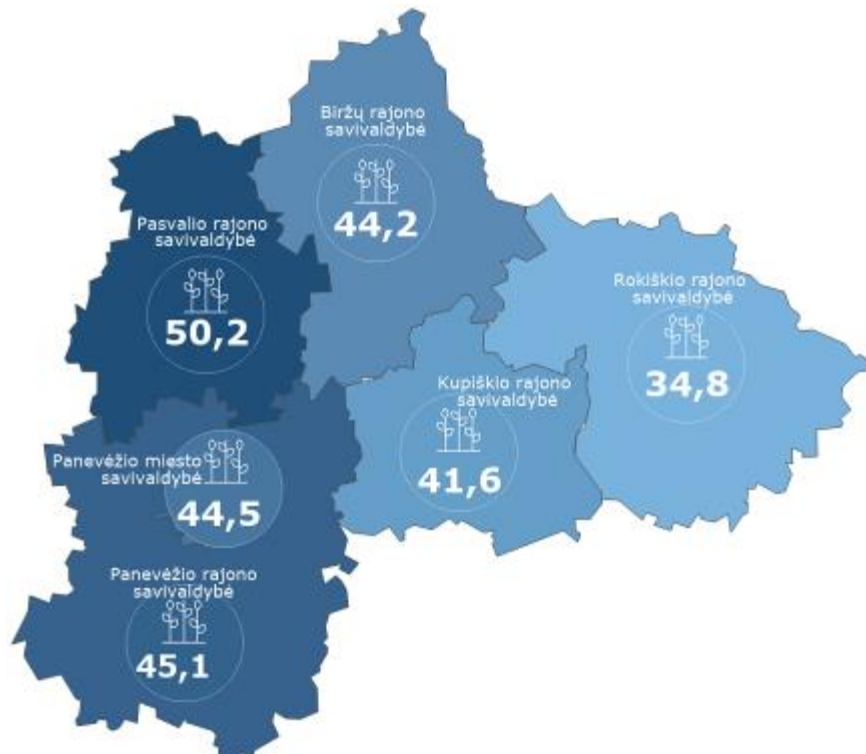 Biržų rajono
savivaldybė
44,2
Pasvalio rajono
savivaldybė
50,2
Rokiškio rajono
savivaldybė
34,8
Kupiškio rajono
savivaldybė
41,6
Panevėžio miesto
savivaldybė
44,5
Panevėžio rajono
savivaldybė
45,1